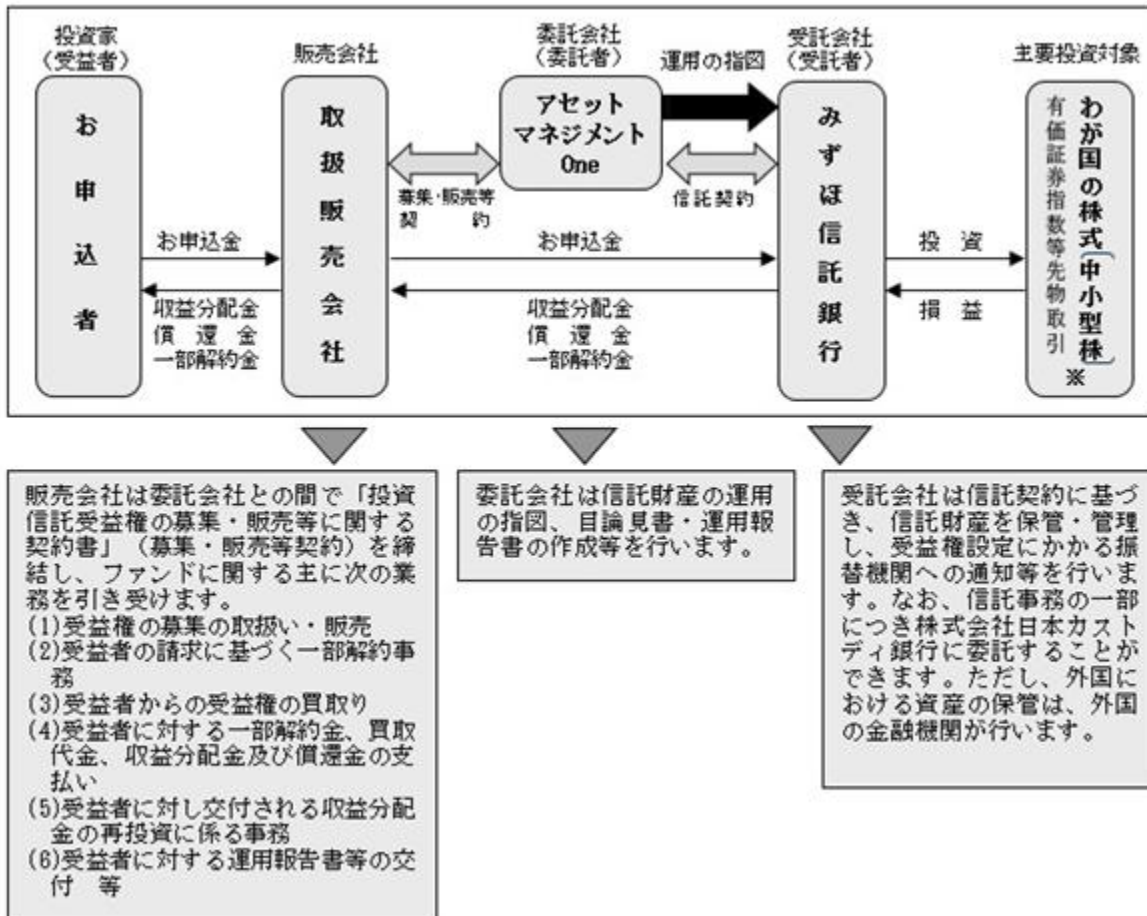 投資家
（受益者）
お申込者
販売会社
取扱販売会社
委託会社
（委託者）
アセット
マネジメント
One
運用の指図
受託会社
（受託者）
みずほ信託銀行
主要投資対象
わが国の株式［中小型株］
有価証券指数等先物取引
※
募集・販売等
契　約
信託契約
お申込金
お申込金
投　資
収益分配金
償　還　金
一部解約金
収益分配金
償　還　金
一部解約金
損　益
販売会社は委託会社との間で「投資
信託受益権の募集・販売等に関する
契約書」（募集・販売等契約）を締
結し、ファンドに関する主に次の業
務を引き受けます。
(1)受益権の募集の取扱い・販売
(2)受益者の請求に基づく一部解約事
務
(3)受益者からの受益権の買取り
(4)受益者に対する一部解約金、買取
代金、収益分配金及び償還金の支
払い
(5)受益者に対し交付される収益分配
金の再投資に係る事務
(6)受益者に対する運用報告書等の交
付　等
委託会社は信託財産の運用
の指図、目論見書・運用報
告書の作成等を行います。
受託会社は信託契約に基づ
き、信託財産を保管・管理
し、受益権設定にかかる振
替機関への通知等を行いま
す。なお、信託事務の一部
につき株式会社日本カスト
ディ銀行に委託することが
できます。ただし、外国に
おける資産の保管は、外国
の金融機関が行います。